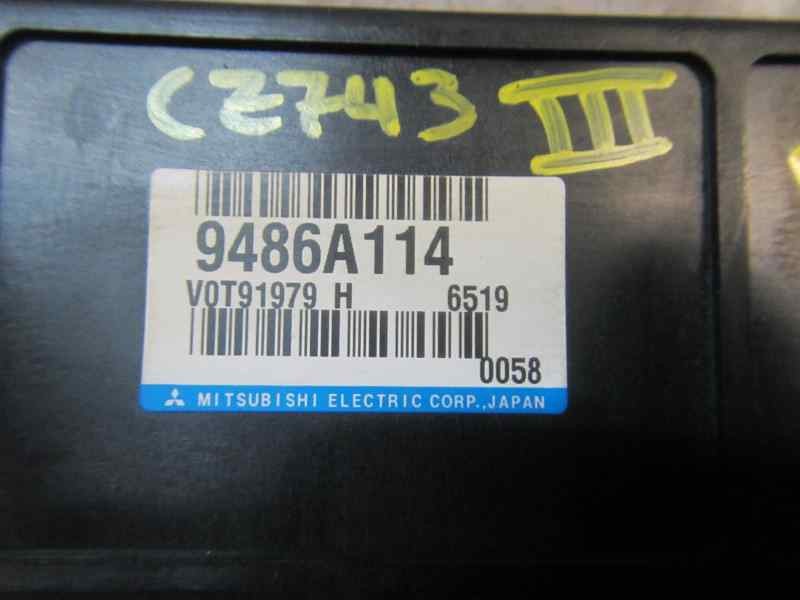 CZ743 III
9486A114
V0T91979 H 6519
0058
MITSUBISHI ELECTRIC CORP.,JAPAN